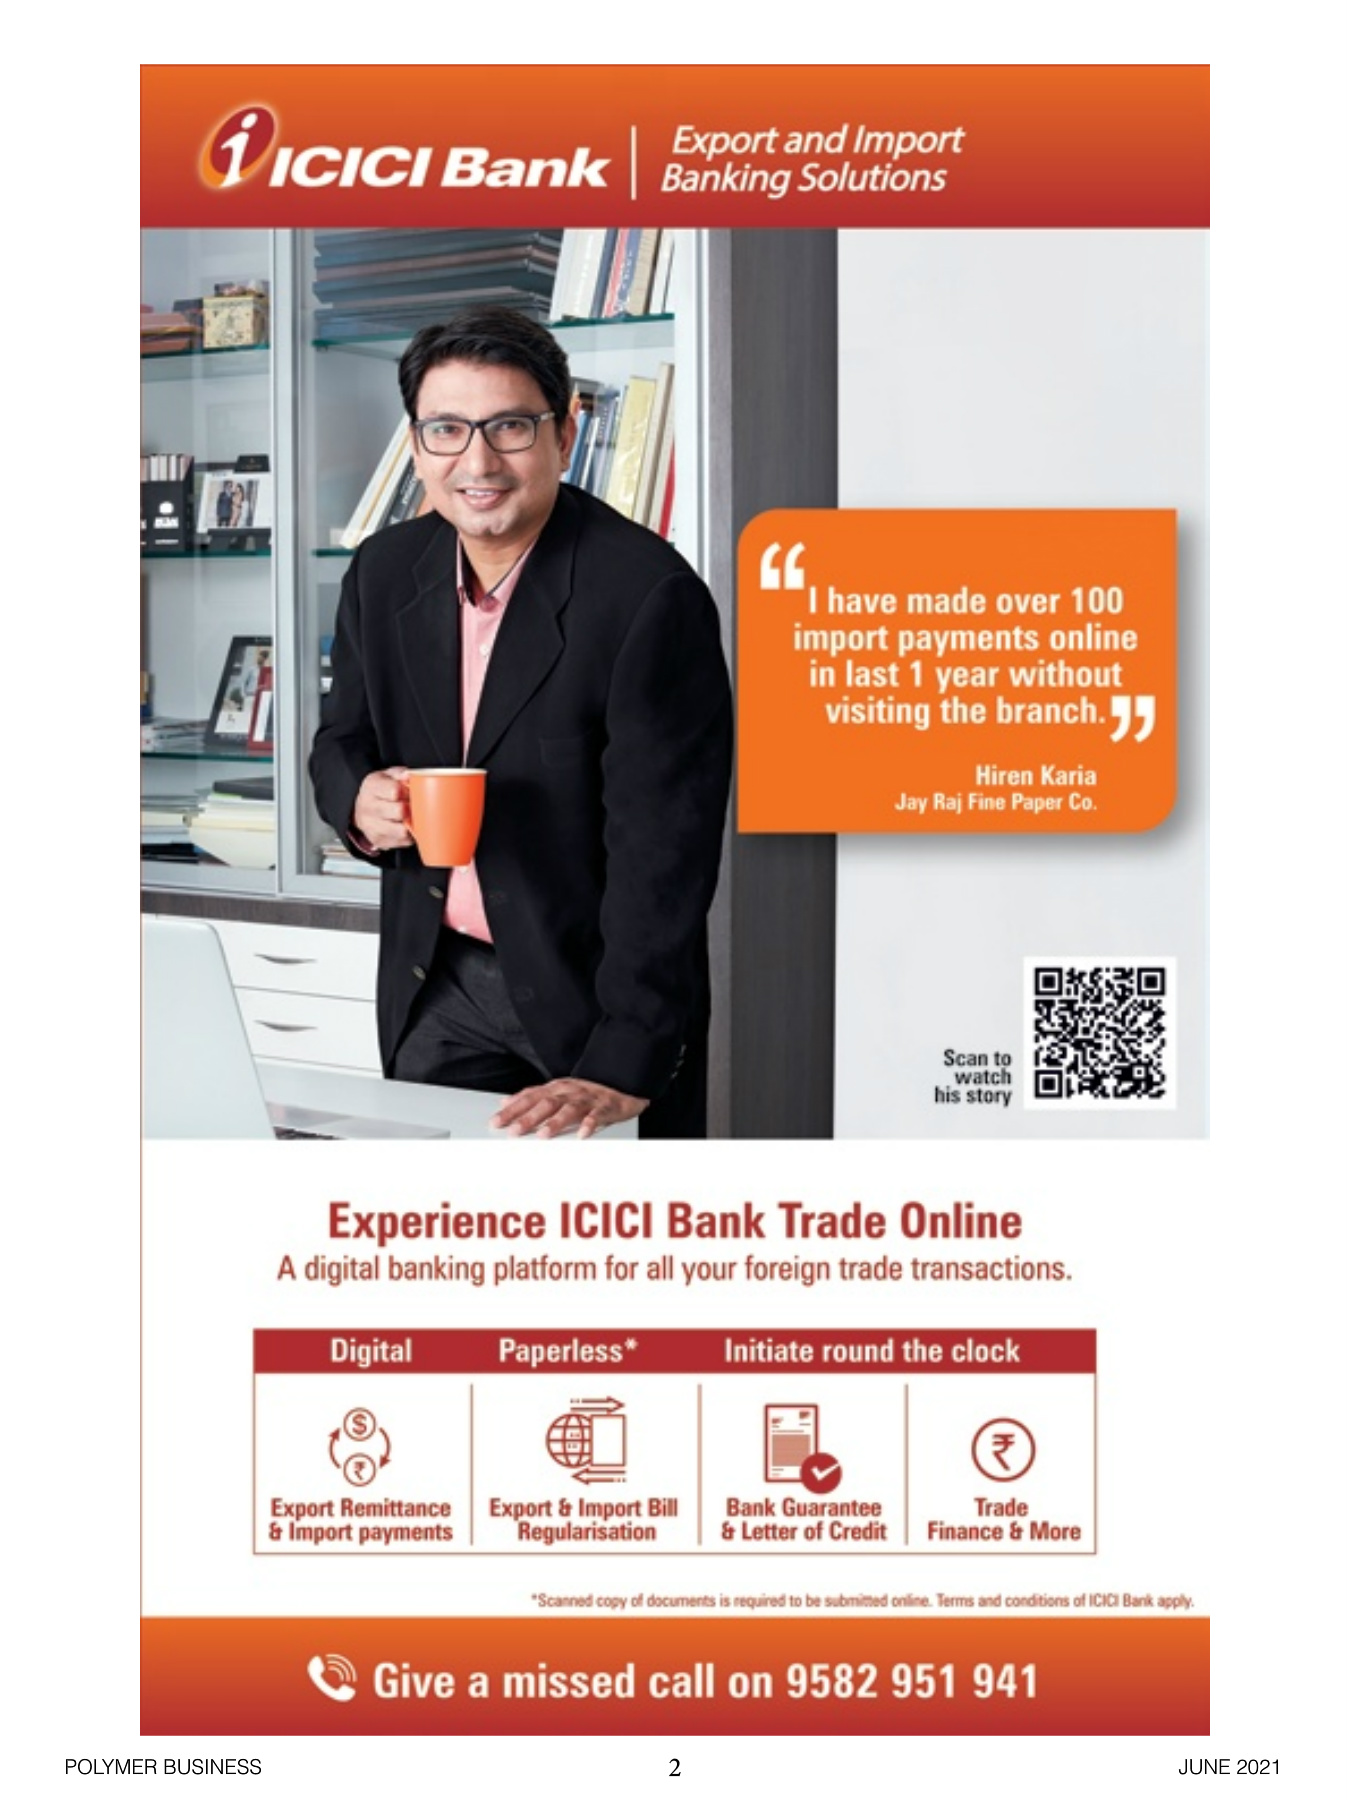 ICICI Bank
Export and Import
Banking Solutions
“I have made over 100
import payments online
in last 1 year without
visiting the branch.”
Hiren Karia
Jay Raj Fine Paper Co.
Scan to
watch
his story
Experience ICICI Bank Trade Online
A digital banking platform for all your foreign trade transactions.
Digital Paperless* Initiate round the clock
Export Remittance
& Import payments
Export & Import Bill
Regularisation
Bank Guarantee
& Letter of Credit
Trade
Finance & More
*Scanned copy of documents is required to be submitted online. Terms and conditions of ICICI Bank apply.
Give a missed call on 9582 951 941
POLYMER BUSINESS 2 JUNE 2021